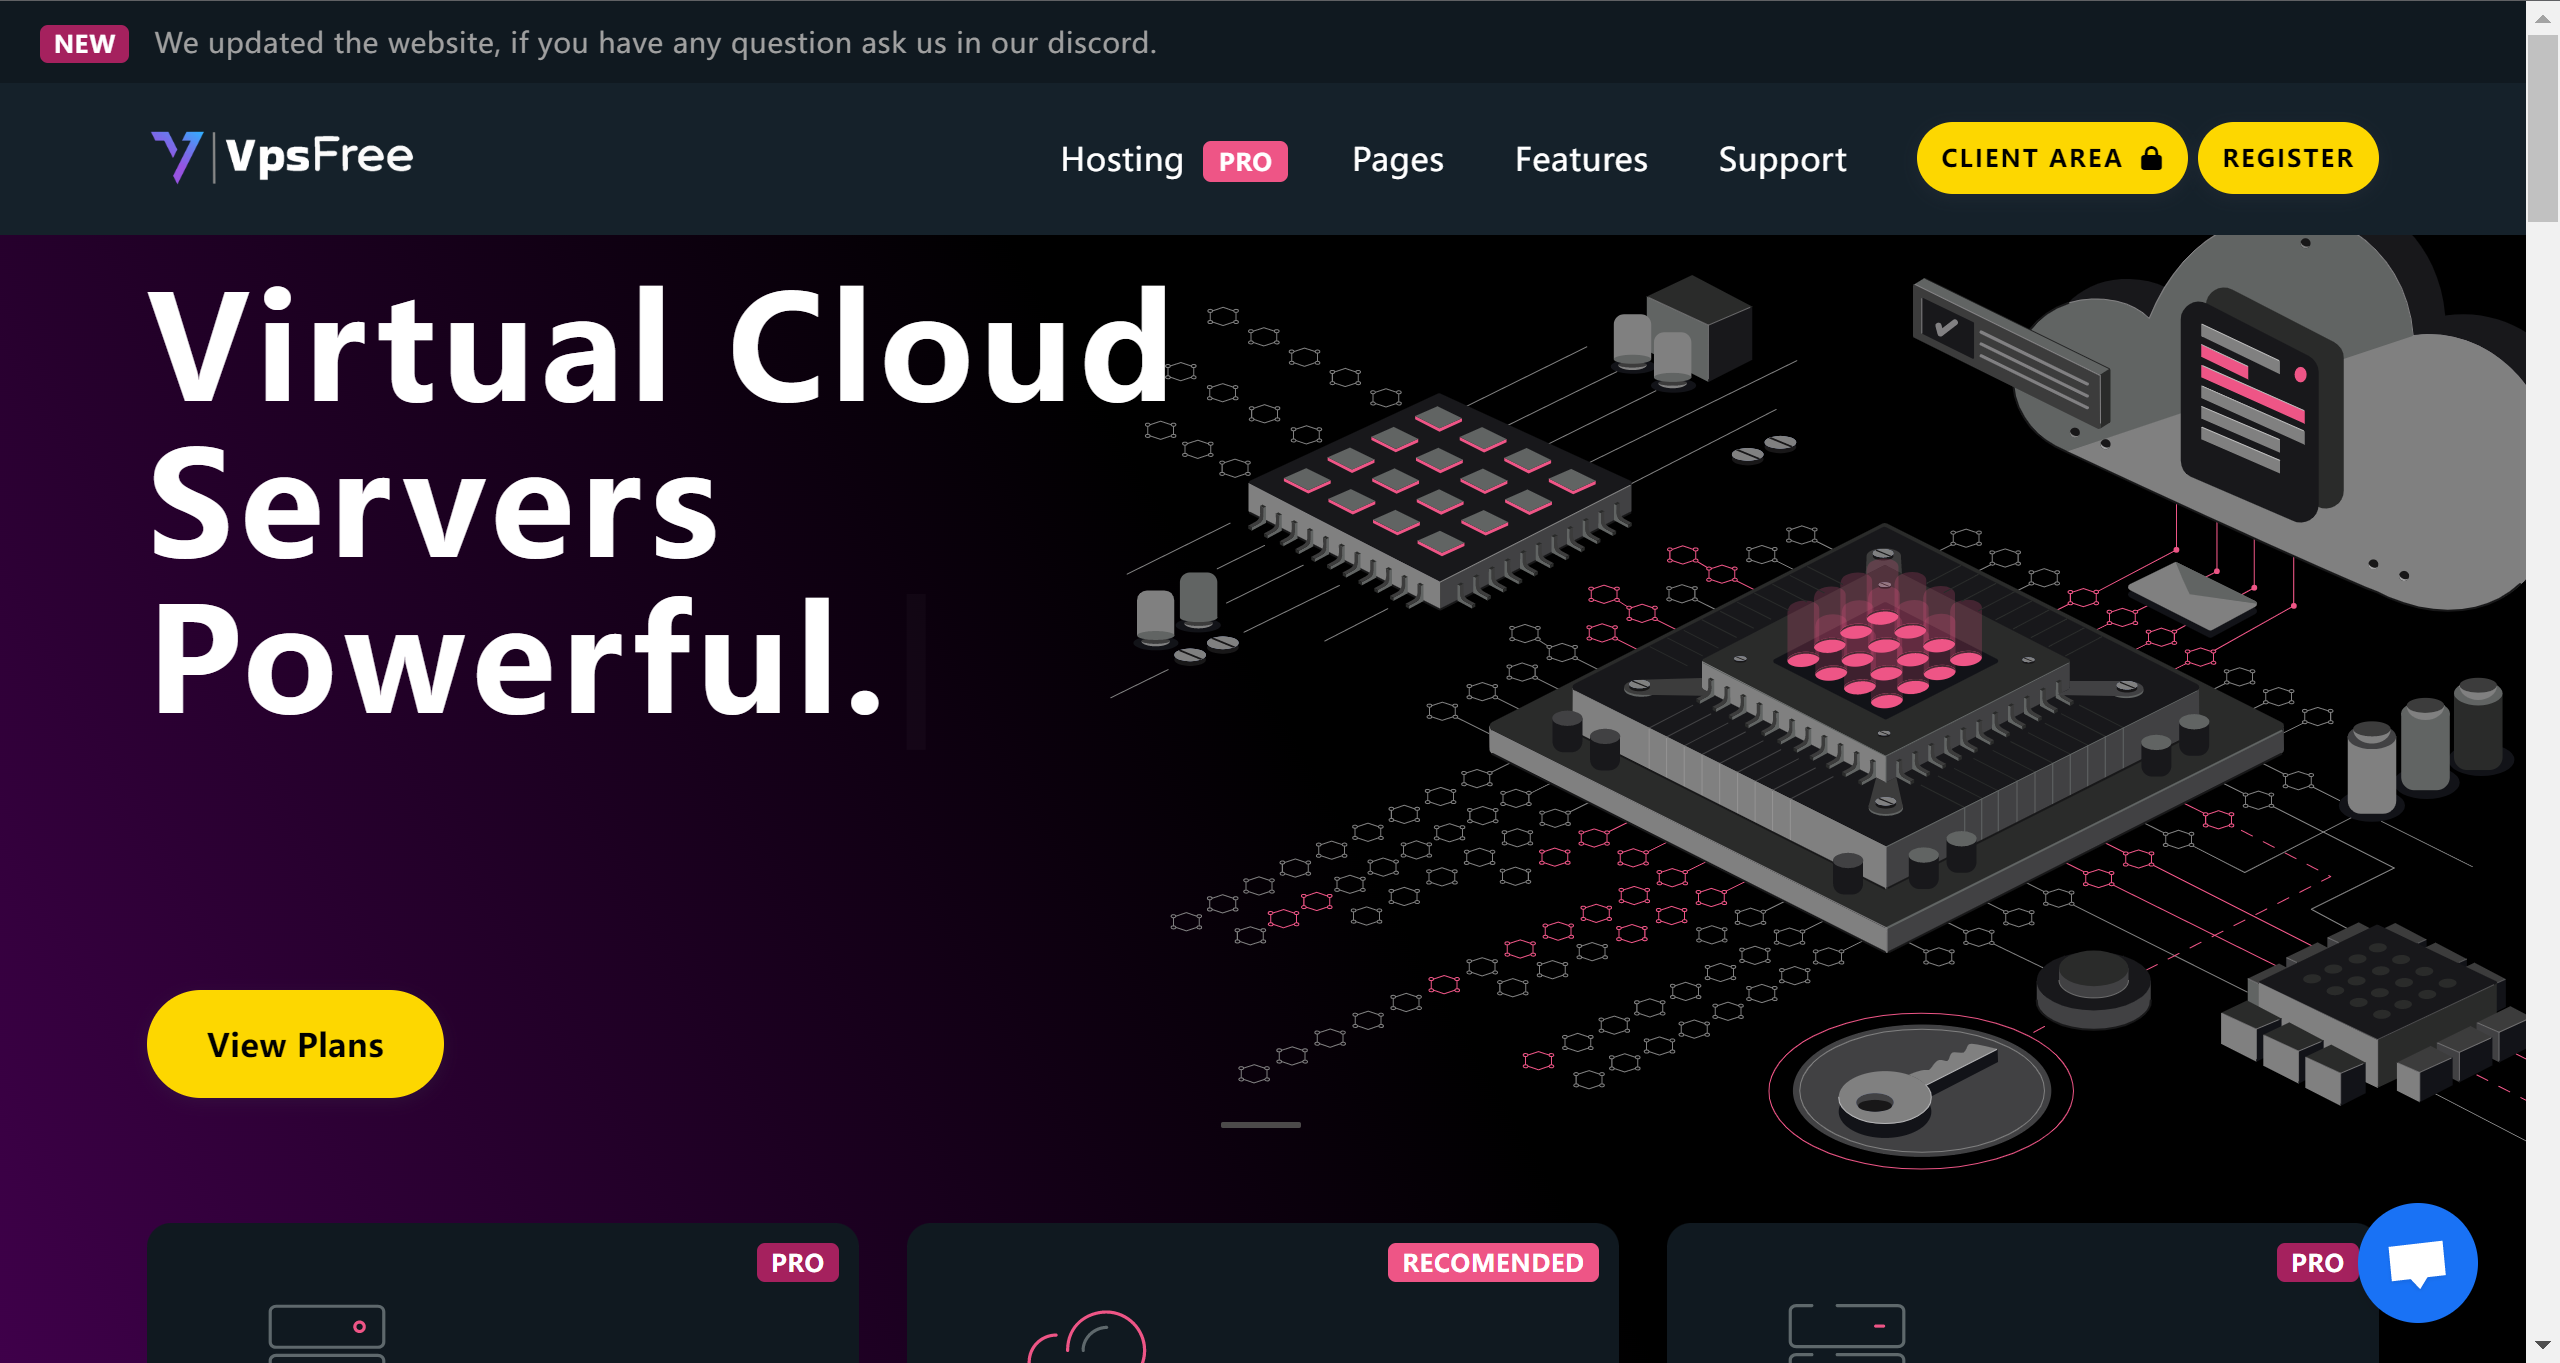 NEW We updated the website, if you have any question ask us in our discord.
VpsFree
Hosting PRO Pages Features Support CLIENT AREA REGISTER
Virtual Cloud
Servers
Powerful.
View Plans
PRO
RECOMENDED
PRO